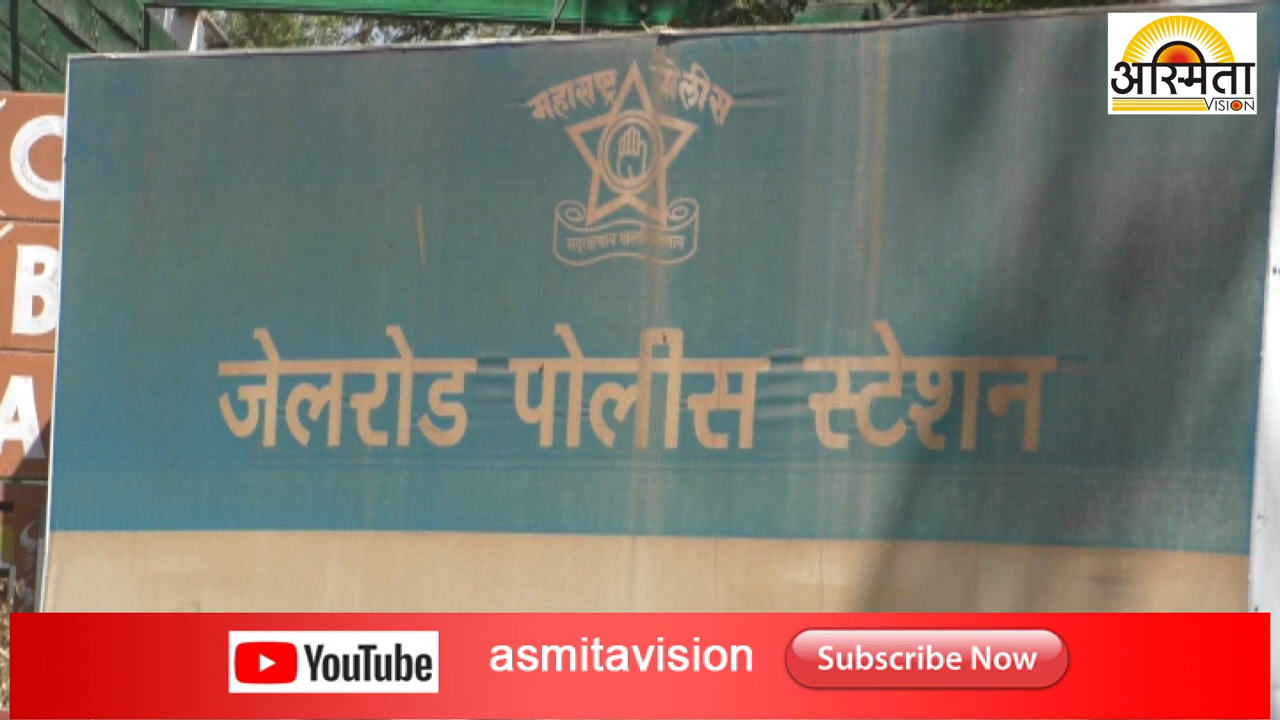 महाराष्ट्र पोलीस
जेलरोड पोलीस स्टेशन
अस्मिता
VISION
C
B
A
YouTube
asmitavision
Subscribe Now